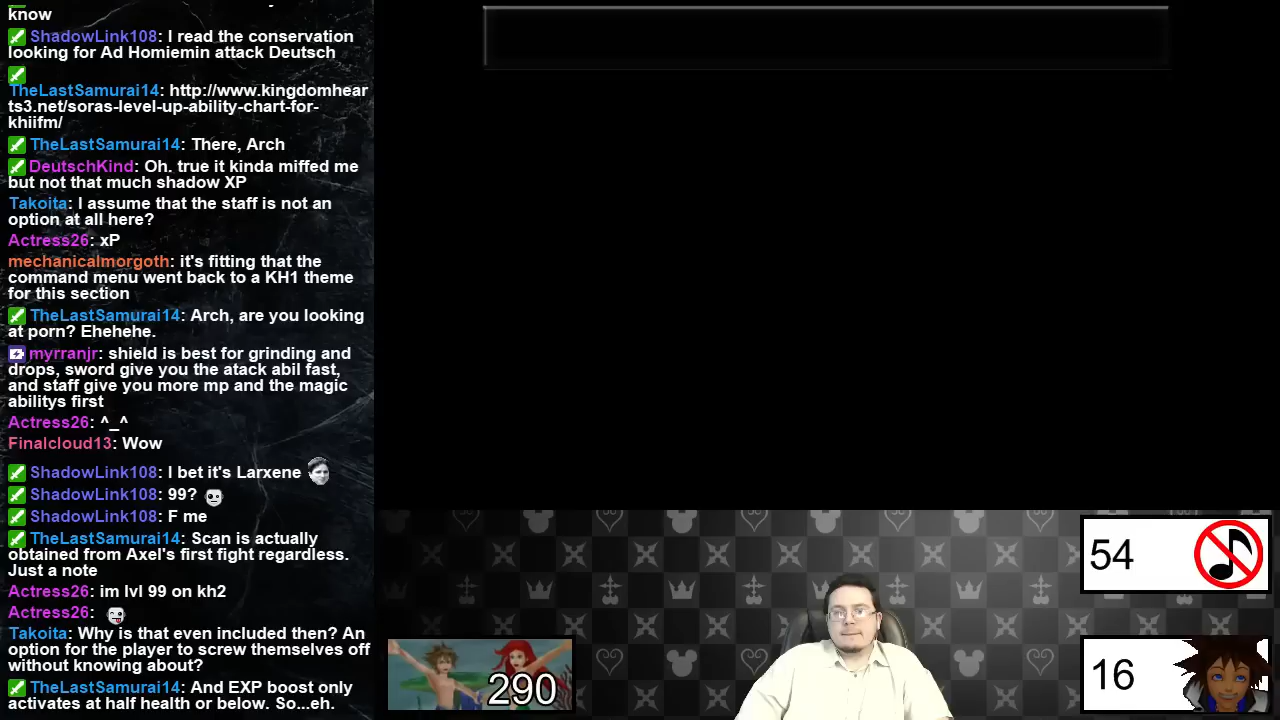 know
ShadowLink108: I read the conservation
looking for Ad Homiemin attack Deutsch
TheLastSamurai14: http://www.kingdomhear
ts3.net/soras-level-up-ability-chart-for-
khiifm/
TheLastSamurai14: There, Arch
DeutschKind: Oh. true it kinda miffed me
but not that much shadow XP
Takoita: I assume that the staff is not an
option at all here?
Actress26: xP
mechanicalmorgoth: it's fitting that the
command menu went back to a KH1 theme
for this section
TheLastSamurai14: Arch, are you looking
at porn? Ehehehe.
myrranjr: shield is best for grinding and
drops, sword give you the atack abil fast,
and staff give you more mp and the magic
abilitys first
Actress26: ^_^
Finalcloud13: Wow
ShadowLink108: I bet it's Larxene
ShadowLink108: 99?
ShadowLink108: F me
TheLastSamurai14: Scan is actually
obtained from Axel's first fight regardless.
Just a note
Actress26: im lvl 99 on kh2
Actress26:
Takoita: Why is that even included then? An
option for the player to screw themselves off
without knowing about?
TheLastSamurai14: And EXP boost only
activates at half health or below. So...eh.
54
290
16